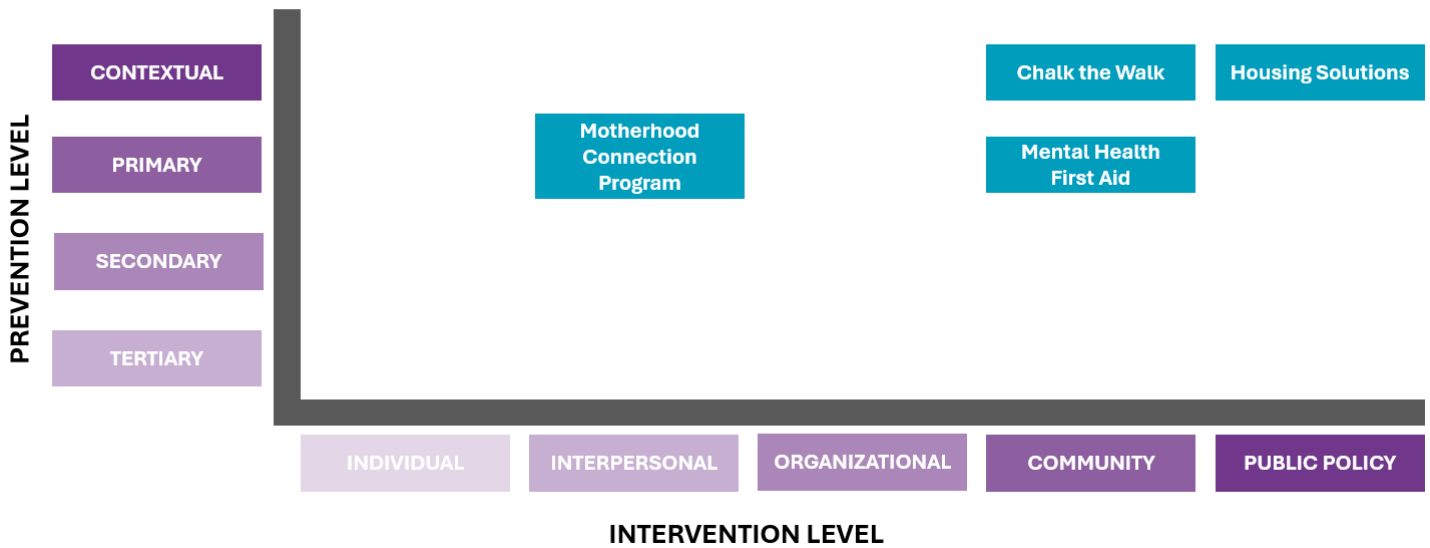 PREVENTION LEVEL
CONTEXTUAL
Chalk the Walk
Housing Solutions
PRIMARY
Motherhood
Connection
Program
Mental Health
First Aid
SECONDARY
TERTIARY
INDIVIDUAL
INTERPERSONAL
ORGANIZATIONAL
COMMUNITY
PUBLIC POLICY
INTERVENTION LEVEL